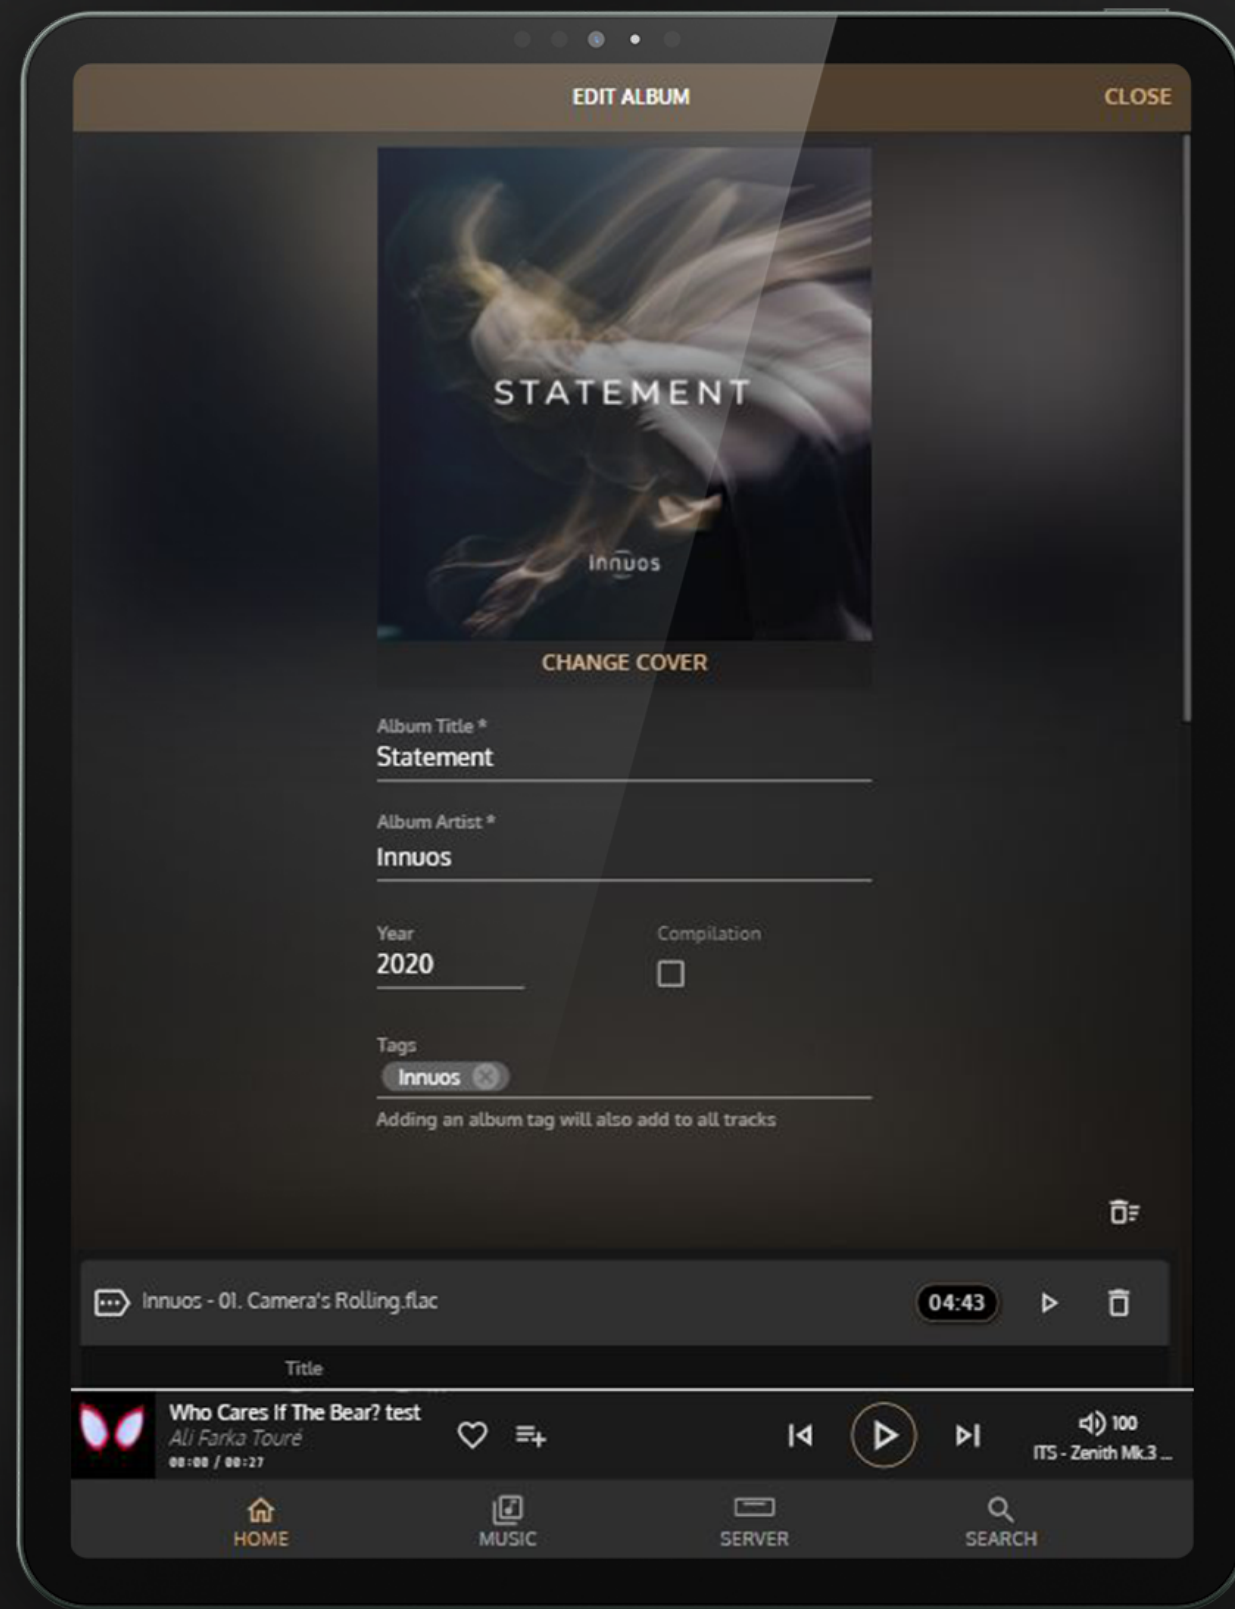 EDIT ALBUM
CLOSE
STATEMENT
Innuos
CHANGE COVER
Album Title *
Statement
Album Artist *
Innuos
Year
Compilation
2020
Tags
Innuos
Adding an album tag will also add to all tracks
Innuos - 01. Camera's Rolling.flac
04:43
Title
Who Cares If The Bear? test
Ali Farka Touré
00:00 / 00:27
100
ITS - Zenith Mk.3 ...
HOME
MUSIC
SERVER
SEARCH